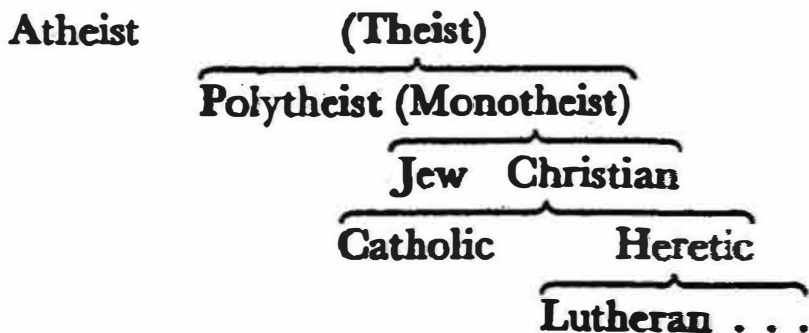 Atheist (Theist)
Polytheist (Monotheist)
Jew Christian
Catholic Heretic
Lutheran . . .